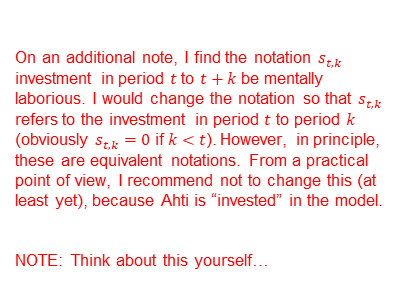 On an additional note, I find the notation s_{t,k}
investment in period t to t + k be mentally
laborious. I would change the notation so that s_{t,k}
refers to the investment in period t to period k
(obviously s_{t,k} = 0 if k < t). However, in principle,
these are equivalent notations. From a practical
point of view, I recommend not to change this (at
least yet), because Ahti is “invested” in the model.
NOTE: Think about this yourself…